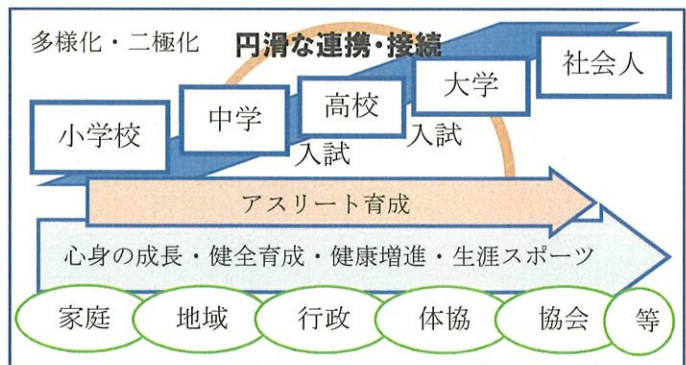 多様化・二極化
円滑な連携・接続
小学校
中学
高校
大学
社会人
入試
入試
アスリート育成
心身の成長・健全育成・健康増進・生涯スポーツ
家庭
地域
行政
体協
協会
等